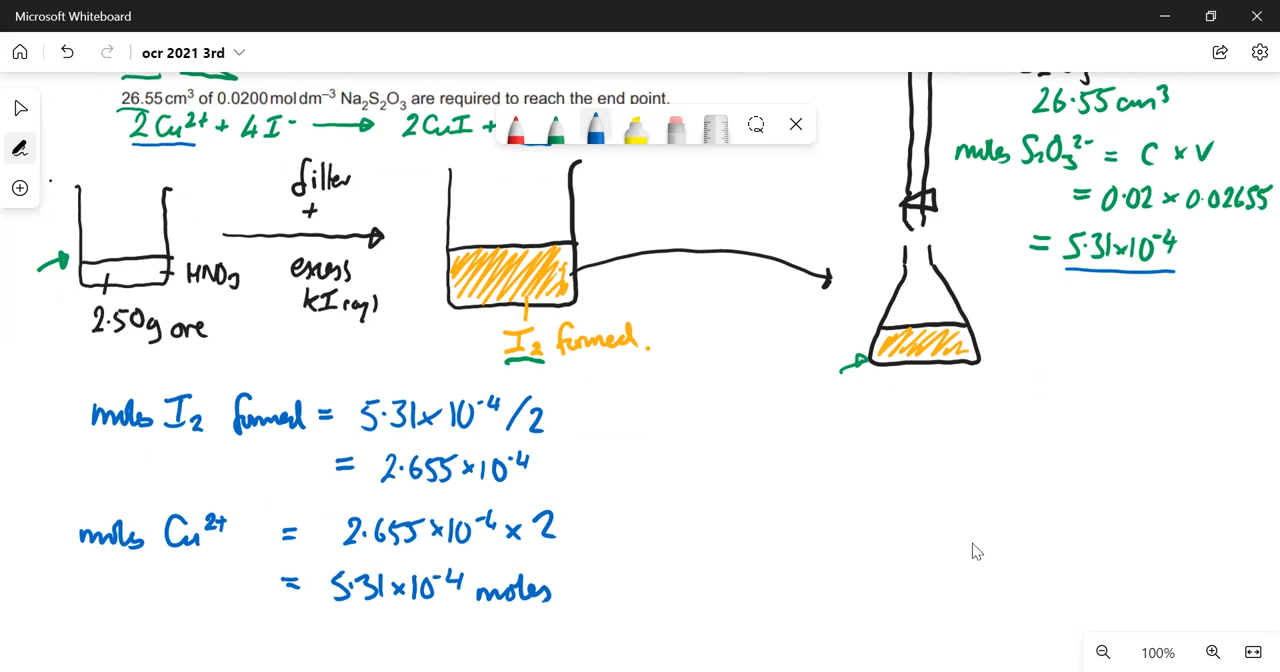 Microsoft Whiteboard
ocr 2021 3rd
26.55 cm³ of 0.0200 mol dm⁻³ Na₂S₂O₃ are required to reach the end point.
26.55 cm³
2Cu²⁺ + 4I⁻ → 2CuI +
moles S₂O₃²⁻ = C × V
= 0.02 × 0.02655
= 5.31×10⁻⁴
filter
+
excess
KI(aq)
HNO₃
2.50g ore
I₂ formed.
moles I₂ formed = 5.31×10⁻⁴/2
= 2.655×10⁻⁴
moles Cu²⁺ = 2.655×10⁻⁴ × 2
= 5.31×10⁻⁴ moles
100%